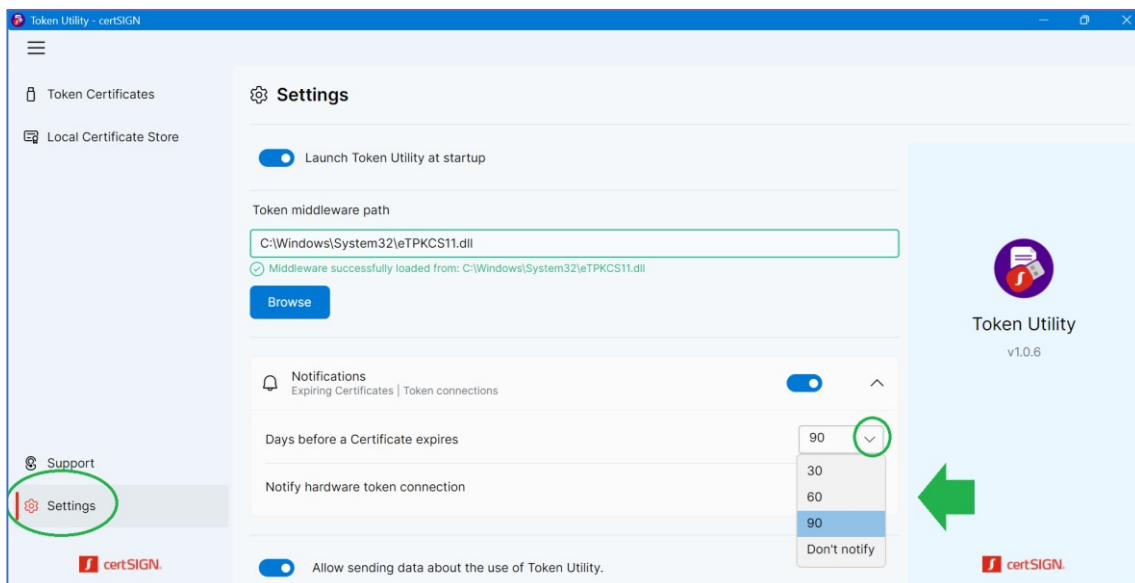 Token Utility - certSIGN
Token Certificates
Local Certificate Store
Support
Settings
certSIGN.
Settings
Launch Token Utility at startup
Token middleware path
C:\Windows\System32\eTPKCS11.dll
Middleware successfully loaded from: C:\Windows\System32\eTPKCS11.dll
Browse
Notifications
Expiring Certificates | Token connections
Days before a Certificate expires
90
30
60
90
Don't notify
Notify hardware token connection
Allow sending data about the use of Token Utility.
Token Utility
v1.0.6
certSIGN.